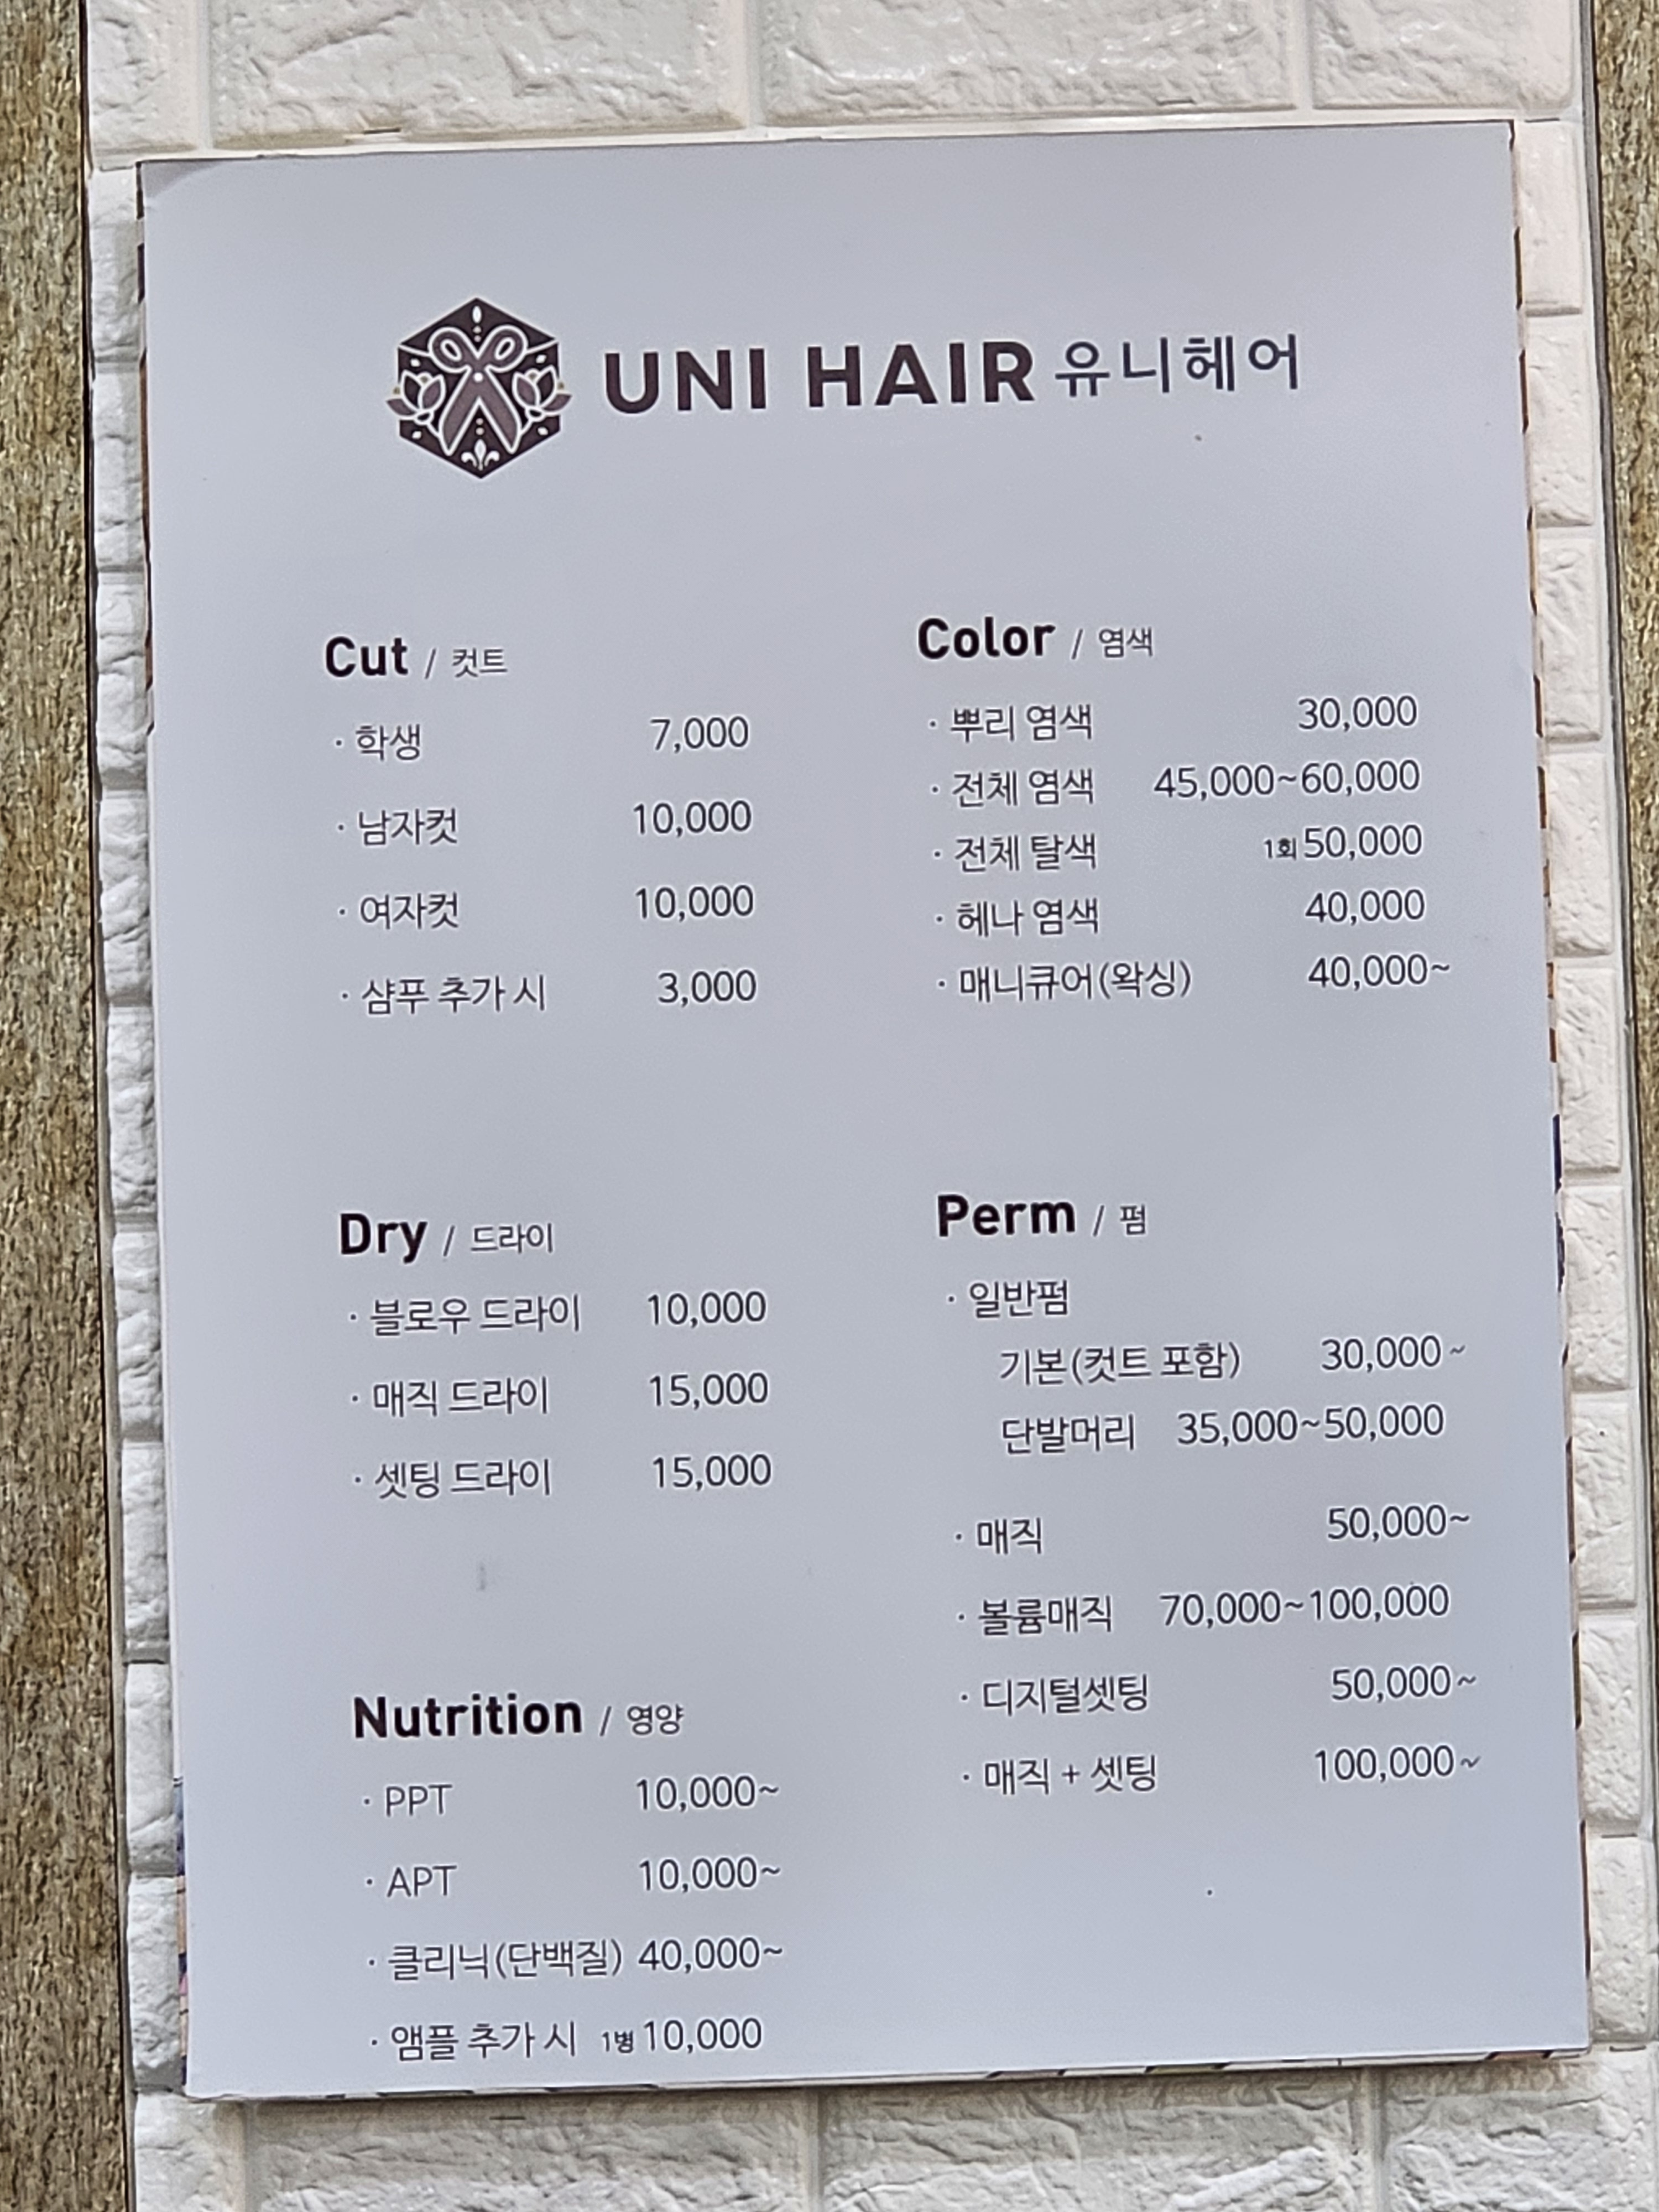 UNI HAIR 유니헤어
Cut / 컷트
· 학생 7,000
· 남자컷 10,000
· 여자컷 10,000
· 샴푸 추가 시 3,000
Color / 염색
· 뿌리 염색 30,000
· 전체 염색 45,000~60,000
· 전체 탈색 1회 50,000
· 헤나 염색 40,000
· 매니큐어(왁싱) 40,000~
Dry / 드라이
· 블로우 드라이 10,000
· 매직 드라이 15,000
· 셋팅 드라이 15,000
Perm / 펌
· 일반펌
기본(컷트 포함) 30,000~
단발머리 35,000~50,000
· 매직 50,000~
· 볼륨매직 70,000~100,000
· 디지털셋팅 50,000~
· 매직 + 셋팅 100,000~
Nutrition / 영양
· PPT 10,000~
· APT 10,000~
· 클리닉(단백질) 40,000~
· 앰플 추가 시 1병 10,000